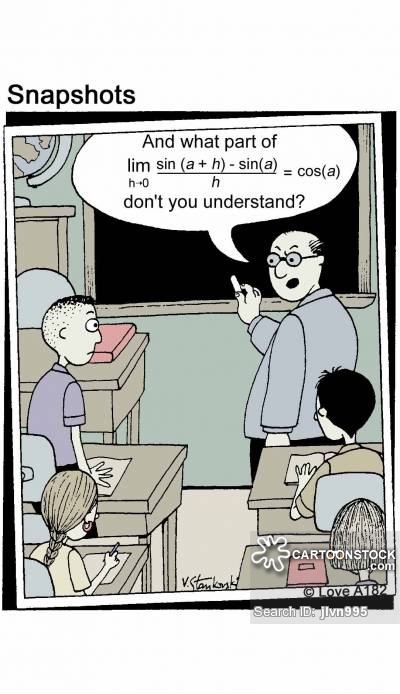 Snapshots
And what part of
lim sin (a + h) - sin(a) = cos(a)
h→0 h
don't you understand?
V. Stankovski
CARTOONSTOCK
.com
© Love A182
Search ID: jlvn995